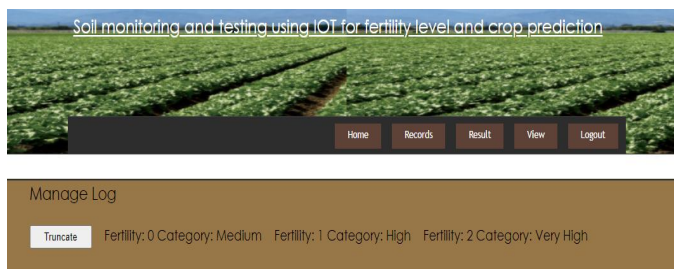 Soil monitoring and testing using IOT for fertility level and crop prediction
Home Records Result View Logout
Manage Log
Truncate Fertility: 0 Category: Medium Fertility: 1 Category: High Fertility: 2 Category: Very High